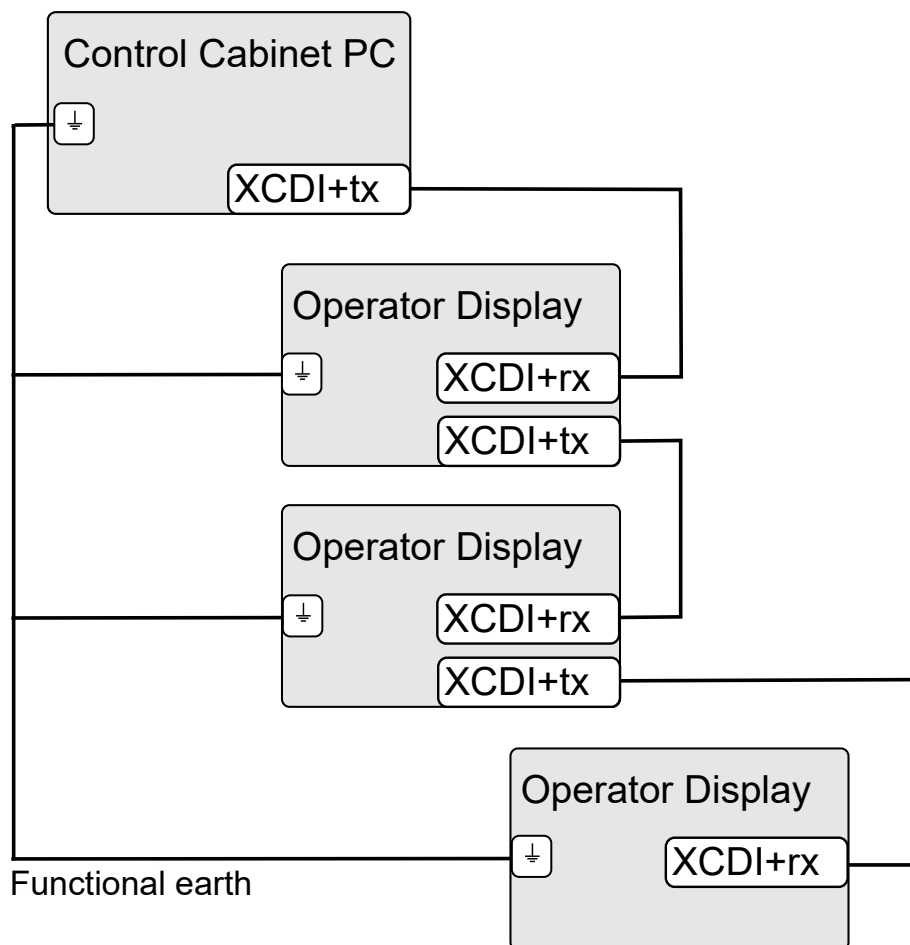 Control Cabinet PC
XCDI+tx
Operator Display
XCDI+rx
XCDI+tx
Operator Display
XCDI+rx
XCDI+tx
Operator Display
XCDI+rx
Functional earth